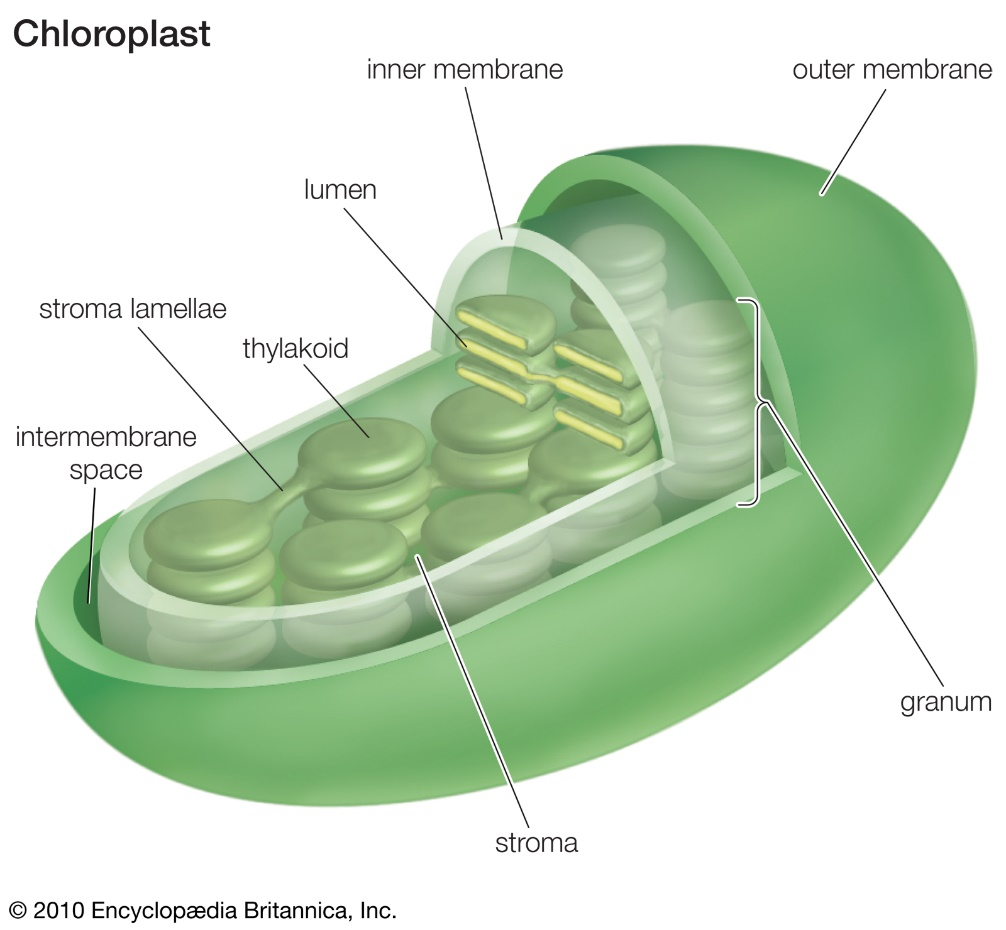 Chloroplast
inner membrane
outer membrane
lumen
stroma lamellae
thylakoid
intermembrane
space
granum
stroma
© 2010 Encyclopædia Britannica, Inc.